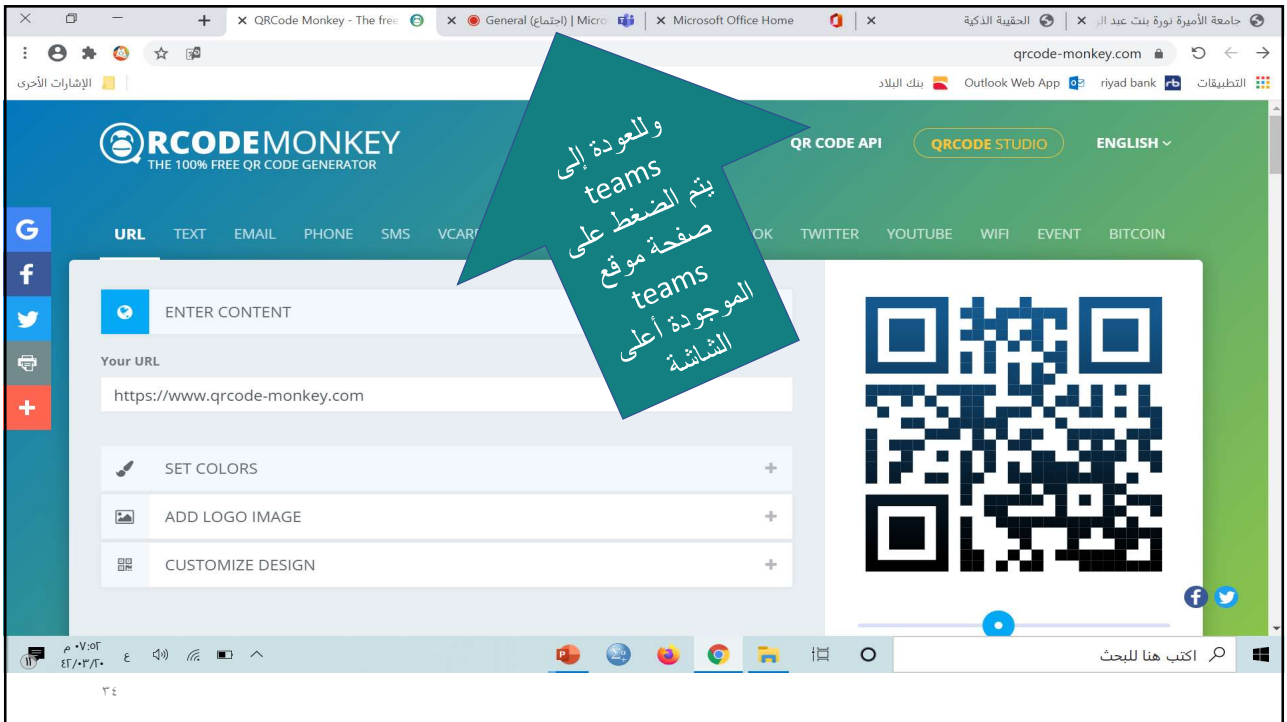 جامعة الأميرة نورة بنت عبد الر
الحقيبة الذكية
Microsoft Office Home
General (اجتماع) | Micro
QRCode Monkey - The free
qrcode-monkey.com
التطبيقات
riyad bank
Outlook Web App
بنك البلاد
الإشارات الأخرى
RCODEMONKEY
THE 100% FREE QR CODE GENERATOR
QR CODE API
QRCODE STUDIO
ENGLISH
URL TEXT EMAIL PHONE SMS
TWITTER YOUTUBE WIFI EVENT BITCOIN
وللعودة إلى
teams
يتم الضغط على
صفحة موقع
teams
الموجودة أعلى
الشاشة
ENTER CONTENT
Your URL
https://www.qrcode-monkey.com
SET COLORS
ADD LOGO IMAGE
CUSTOMIZE DESIGN
اكتب هنا للبحث
ع
٠٧:٥٢ م
٣٤